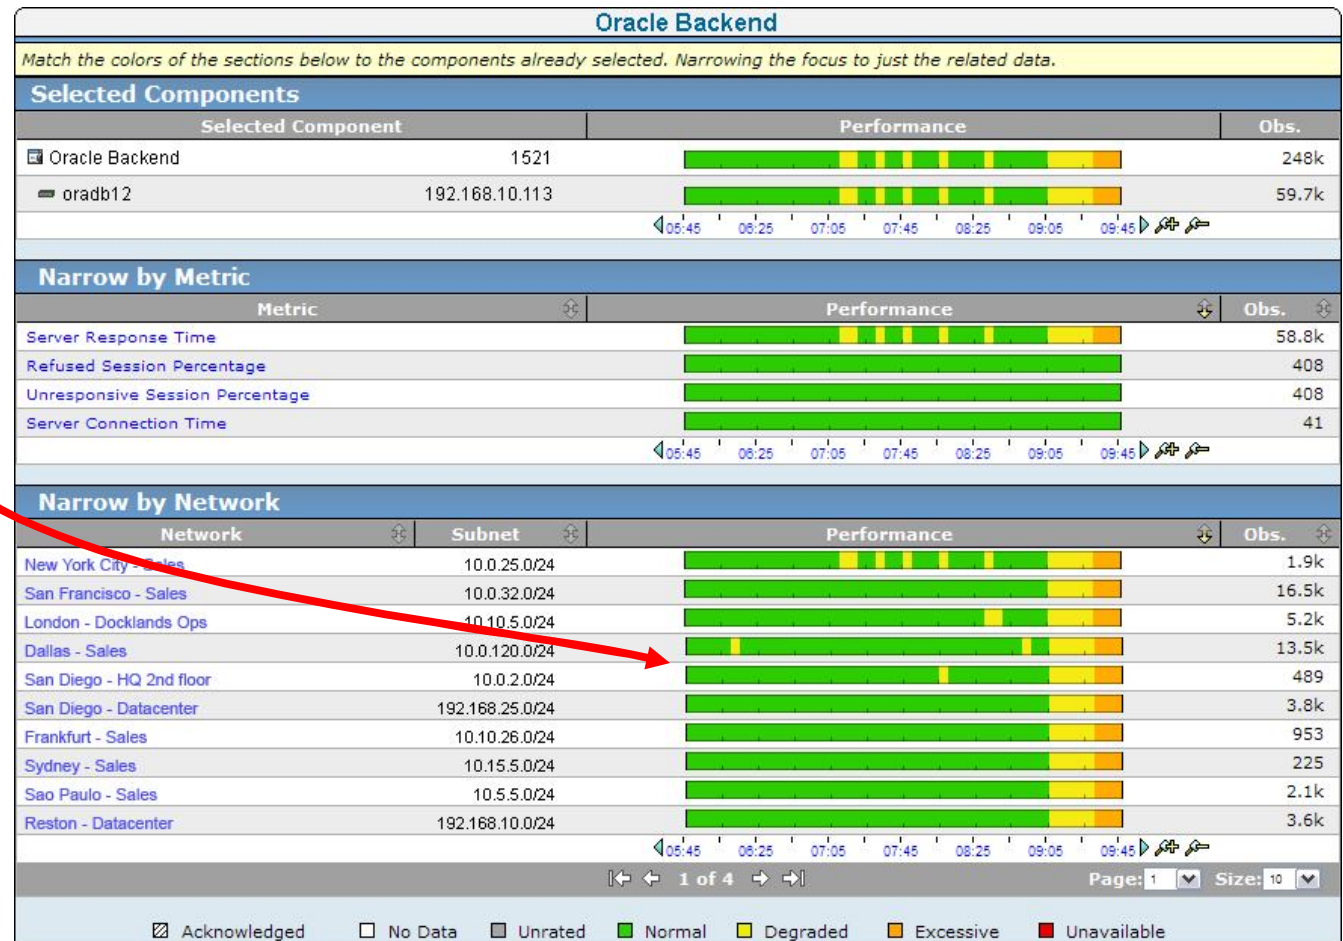 Oracle Backend
Match the colors of the sections below to the components already selected. Narrowing the focus to just the related data.
Selected Components
Selected Component Performance Obs.
Oracle Backend 1521 248k
oradb12 192.168.10.113 59.7k
05:45 06:25 07:05 07:45 08:25 09:05 09:45
Narrow by Metric
Metric Performance Obs.
Server Response Time 58.8k
Refused Session Percentage 408
Unresponsive Session Percentage 408
Server Connection Time 41
05:45 06:25 07:05 07:45 08:25 09:05 09:45
Narrow by Network
Network Subnet Performance Obs.
New York City - Sales 10.0.25.0/24 1.9k
San Francisco - Sales 10.0.32.0/24 16.5k
London - Docklands Ops 10.10.5.0/24 5.2k
Dallas - Sales 10.0.120.0/24 13.5k
San Diego - HQ 2nd floor 10.0.2.0/24 489
San Diego - Datacenter 192.168.25.0/24 3.8k
Frankfurt - Sales 10.10.26.0/24 953
Sydney - Sales 10.15.5.0/24 225
Sao Paulo - Sales 10.5.5.0/24 2.1k
Reston - Datacenter 192.168.10.0/24 3.6k
05:45 06:25 07:05 07:45 08:25 09:05 09:45
1 of 4 Page: 1 Size: 10
Acknowledged No Data Unrated Normal Degraded Excessive Unavailable